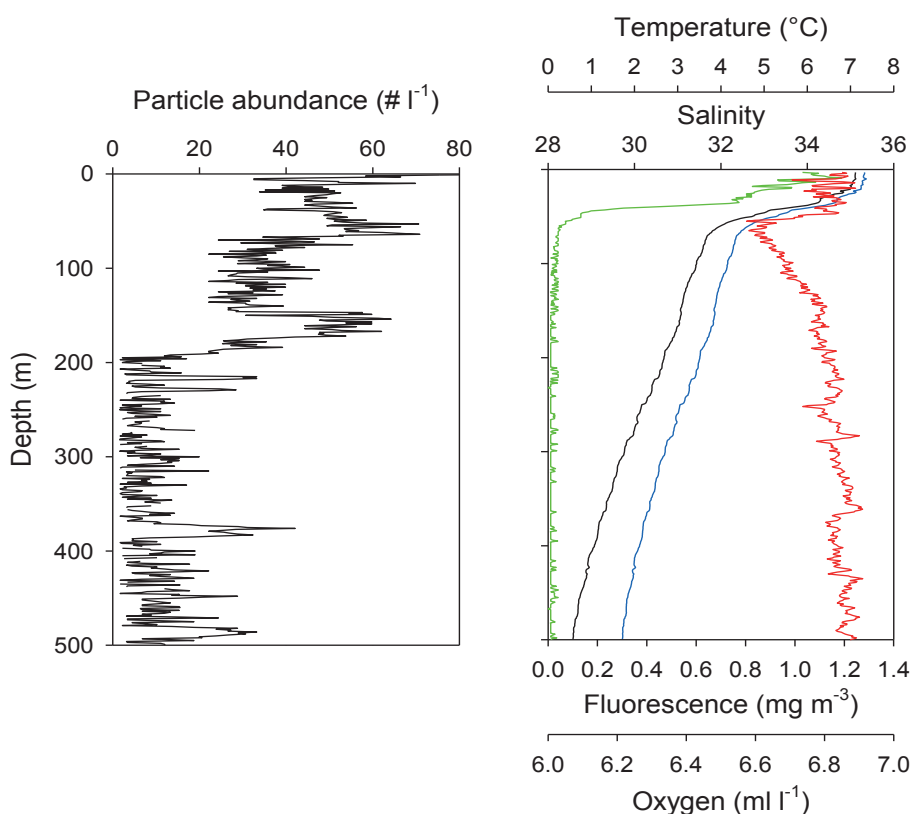 Particle abundance (# l⁻¹)
0 20 40 60 80
Depth (m)
0
100
200
300
400
500
Temperature (°C)
0 1 2 3 4 5 6 7 8
Salinity
28 30 32 34 36
0.0 0.2 0.4 0.6 0.8 1.0 1.2 1.4
Fluorescence (mg m⁻³)
6.0 6.2 6.4 6.6 6.8 7.0
Oxygen (ml l⁻¹)